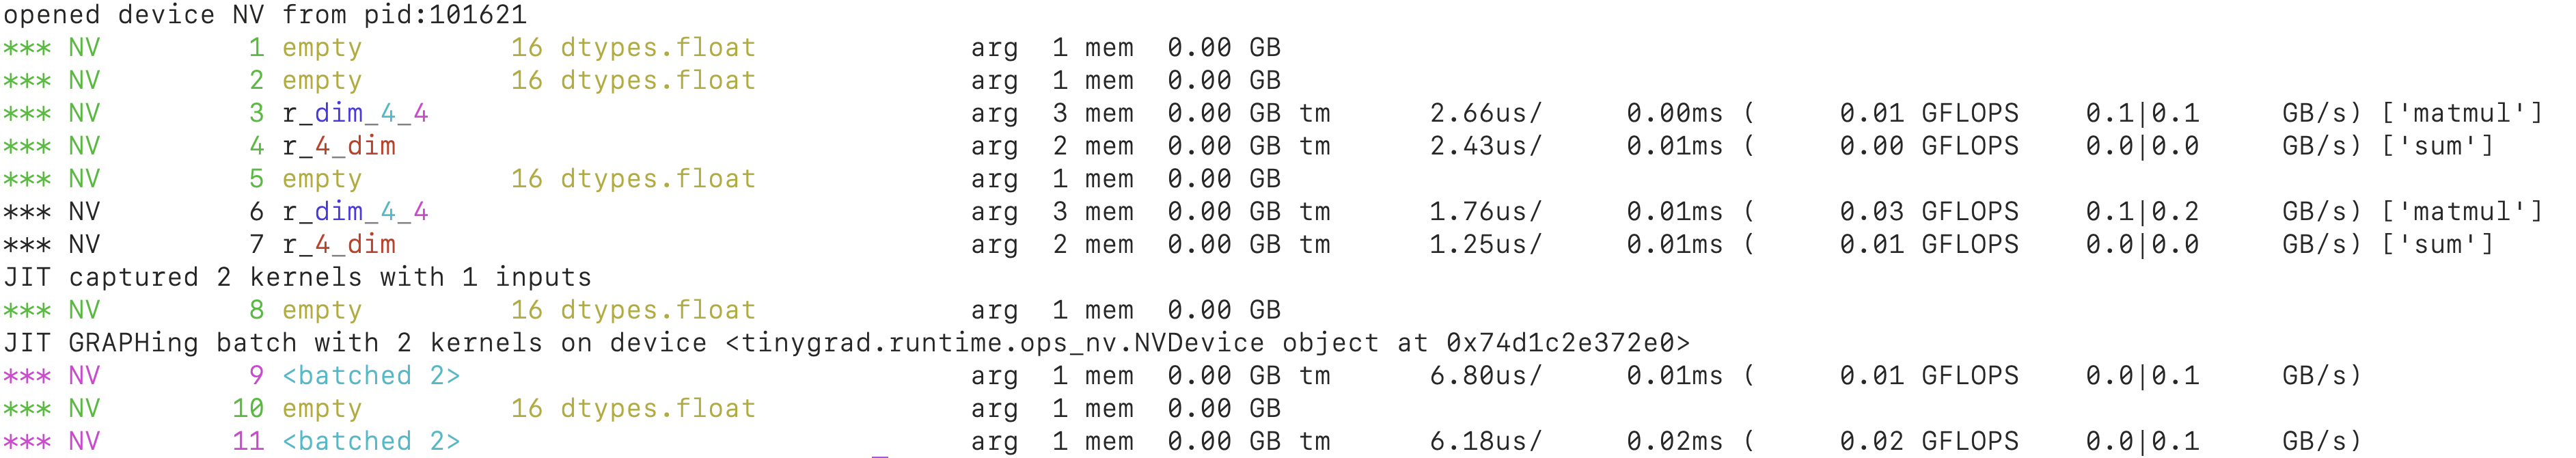 opened device NV from pid:101621
*** NV         1 empty         16 dtypes.float             arg  1 mem  0.00 GB
*** NV         2 empty         16 dtypes.float             arg  1 mem  0.00 GB
*** NV         3 r_dim_4_4                                 arg  3 mem  0.00 GB tm      2.66us/     0.00ms (     0.01 GFLOPS    0.1|0.1     GB/s) ['matmul']
*** NV         4 r_4_dim                                   arg  2 mem  0.00 GB tm      2.43us/     0.01ms (     0.00 GFLOPS    0.0|0.0     GB/s) ['sum']
*** NV         5 empty         16 dtypes.float             arg  1 mem  0.00 GB
*** NV         6 r_dim_4_4                                 arg  3 mem  0.00 GB tm      1.76us/     0.01ms (     0.03 GFLOPS    0.1|0.2     GB/s) ['matmul']
*** NV         7 r_4_dim                                   arg  2 mem  0.00 GB tm      1.25us/     0.01ms (     0.01 GFLOPS    0.0|0.0     GB/s) ['sum']
JIT captured 2 kernels with 1 inputs
*** NV         8 empty         16 dtypes.float             arg  1 mem  0.00 GB
JIT GRAPHing batch with 2 kernels on device <tinygrad.runtime.ops_nv.NVDevice object at 0x74d1c2e372e0>
*** NV         9 <batched 2>                               arg  1 mem  0.00 GB tm      6.80us/     0.01ms (     0.01 GFLOPS    0.0|0.1     GB/s)
*** NV        10 empty         16 dtypes.float             arg  1 mem  0.00 GB
*** NV        11 <batched 2>                               arg  1 mem  0.00 GB tm      6.18us/     0.02ms (     0.02 GFLOPS    0.0|0.1     GB/s)